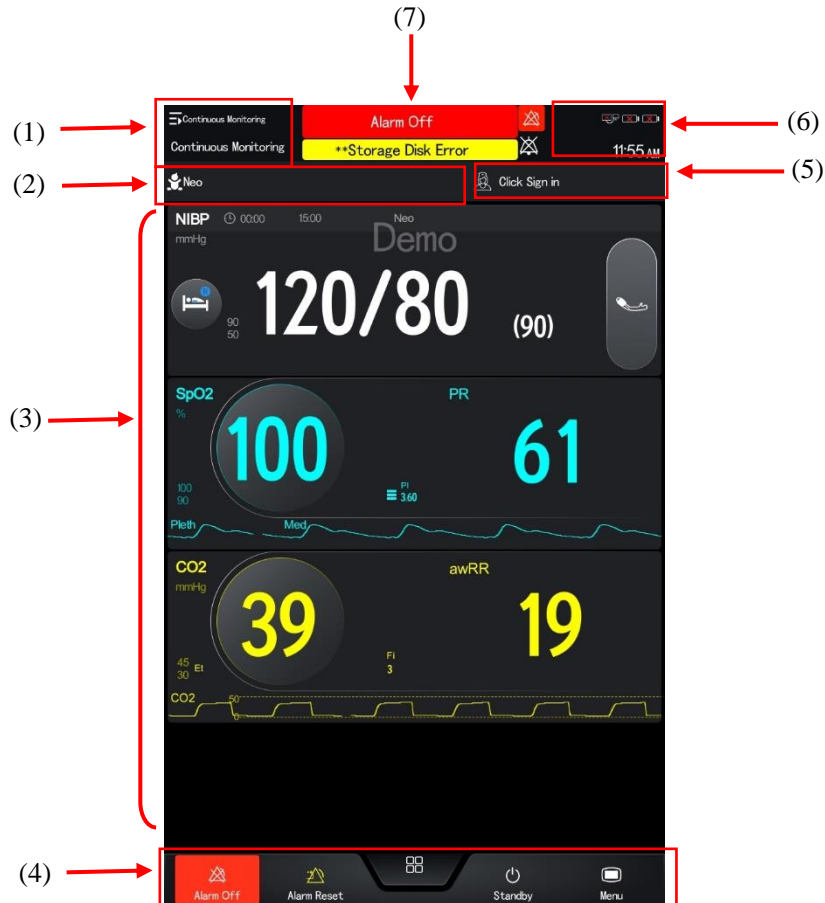 (7)
(1)
Continuous Monitoring
Continuous Monitoring
Alarm Off
**Storage Disk Error
11:55 AM
(6)
(2)
Neo
Click Sign in
(5)
(3)
NIBP 00:00 15:00 Neo
mmHg
Demo
R
90
50
120/80
(90)
SpO2
%
100
PR
61
100
90
PI
3.60
Pleth
Med
CO2
mmHg
39
awRR
19
45
30
Et
Fi
3
CO2
50
0
(4)
Alarm Off
2
Alarm Reset
Standby
Menu